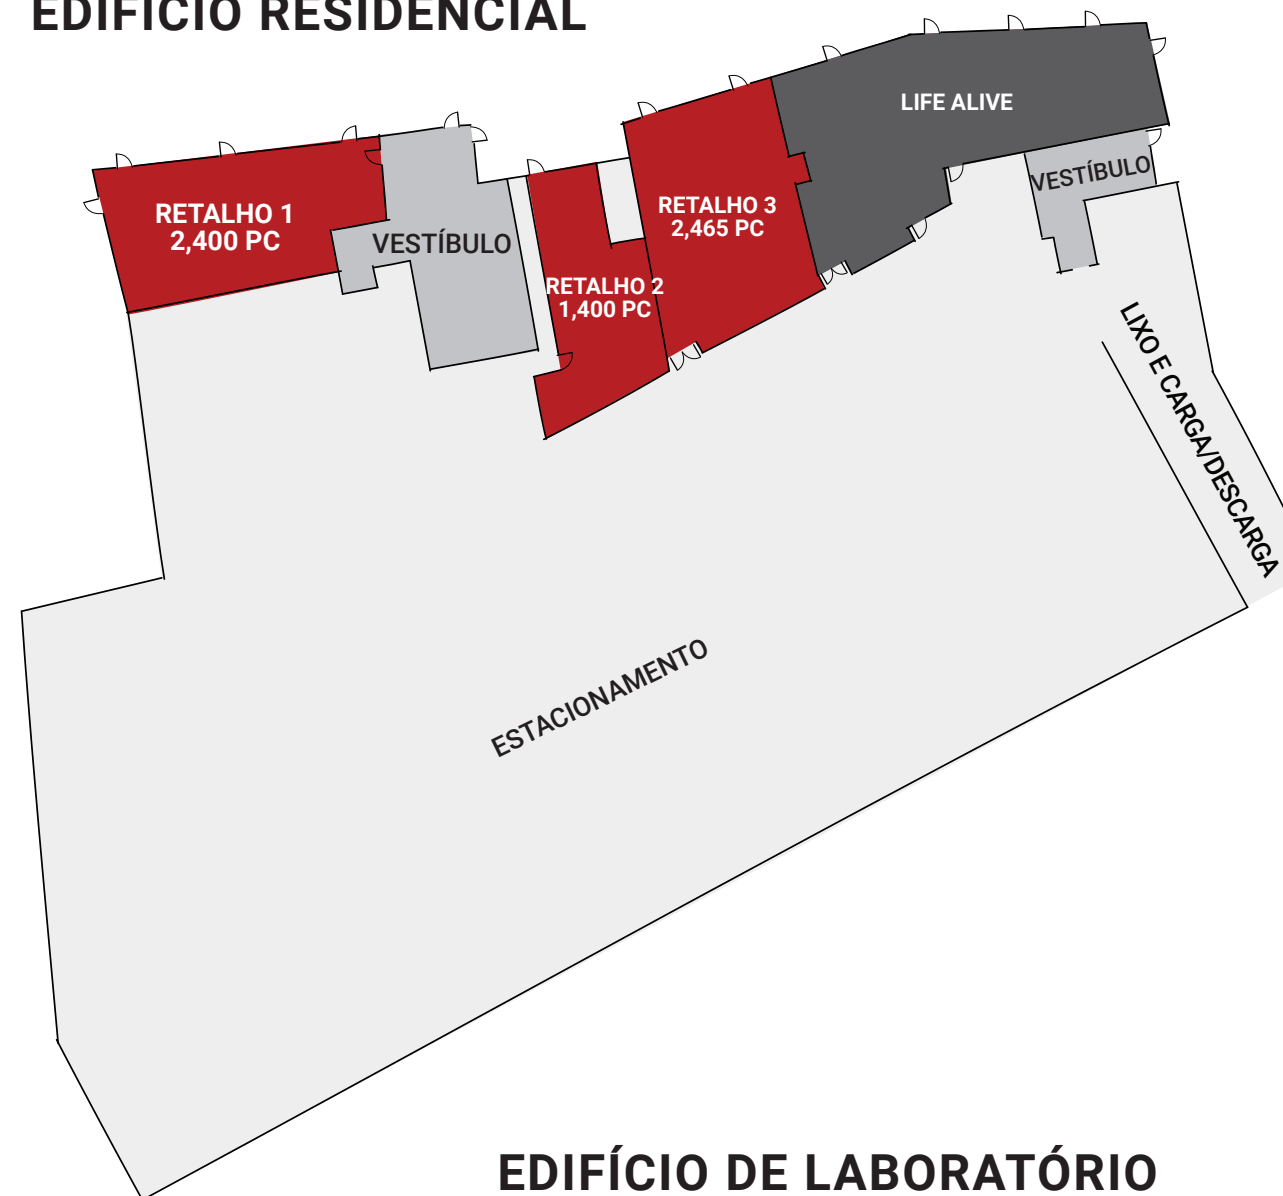 EDIFÍCIO RESIDENCIAL
LIFE ALIVE
RETALHO 1
2,400 PC
VESTÍBULO
RETALHO 2
1,400 PC
RETALHO 3
2,465 PC
VESTÍBULO
LIXO E CARGA/DESCARGA
ESTACIONAMENTO
EDIFÍCIO DE LABORATÓRIO